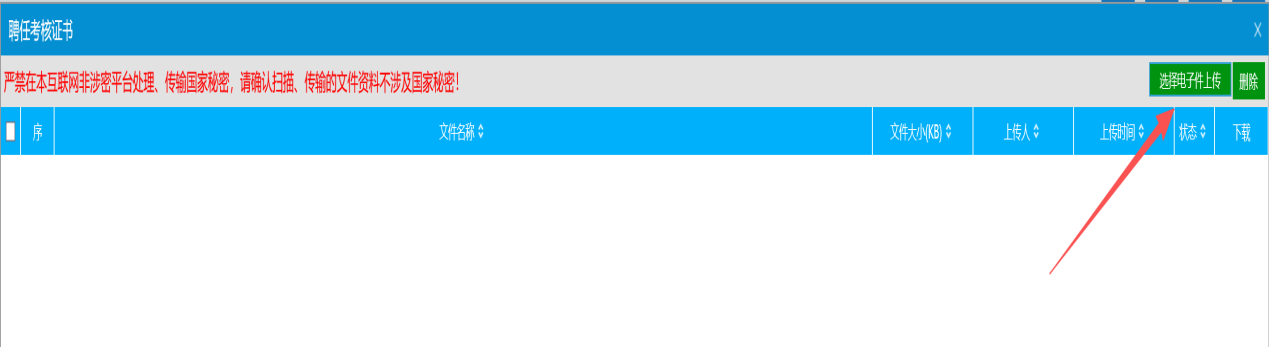 聘任考核证书
严禁在本互联网非涉密平台处理、传输国家秘密，请确认扫描、传输的文件资料不涉及国家秘密！ 选择电子件上传 删除
序 文件名称 文件大小(KB) 上传人 上传时间 状态 下载